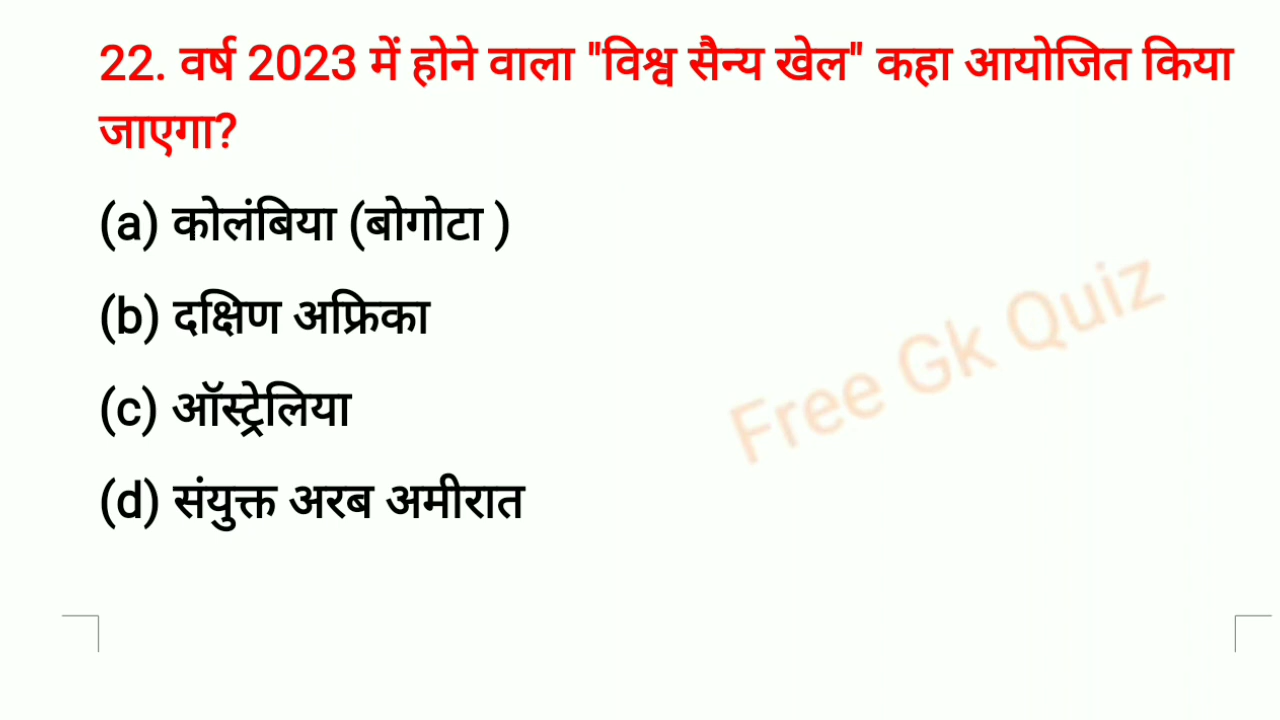 22. वर्ष 2023 में होने वाला "विश्व सैन्य खेल" कहा आयोजित किया
जाएगा?
(a) कोलंबिया (बोगोटा )
(b) दक्षिण अफ्रिका
(c) ऑस्ट्रेलिया
(d) संयुक्त अरब अमीरात
Free Gk Quiz